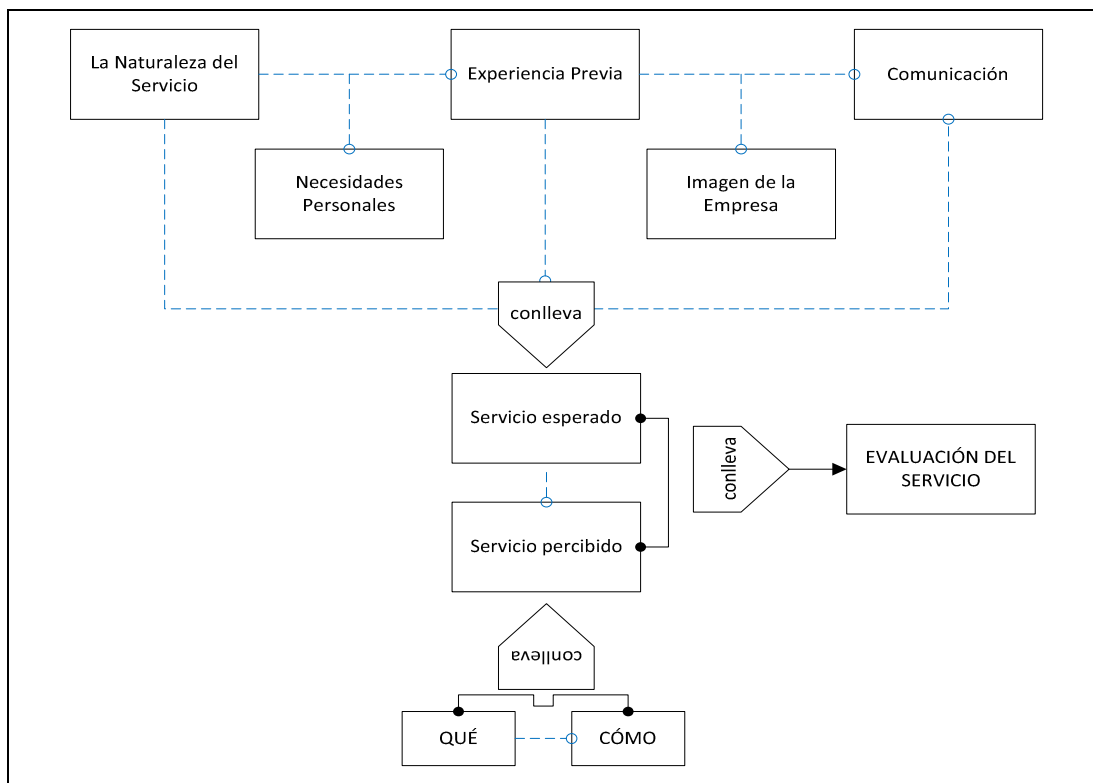 La Naturaleza del
Servicio
Experiencia Previa
Comunicación
Necesidades
Personales
Imagen de la
Empresa
conlleva
Servicio esperado
conlleva
EVALUACIÓN DEL
SERVICIO
Servicio percibido
conlleva
QUÉ
CÓMO